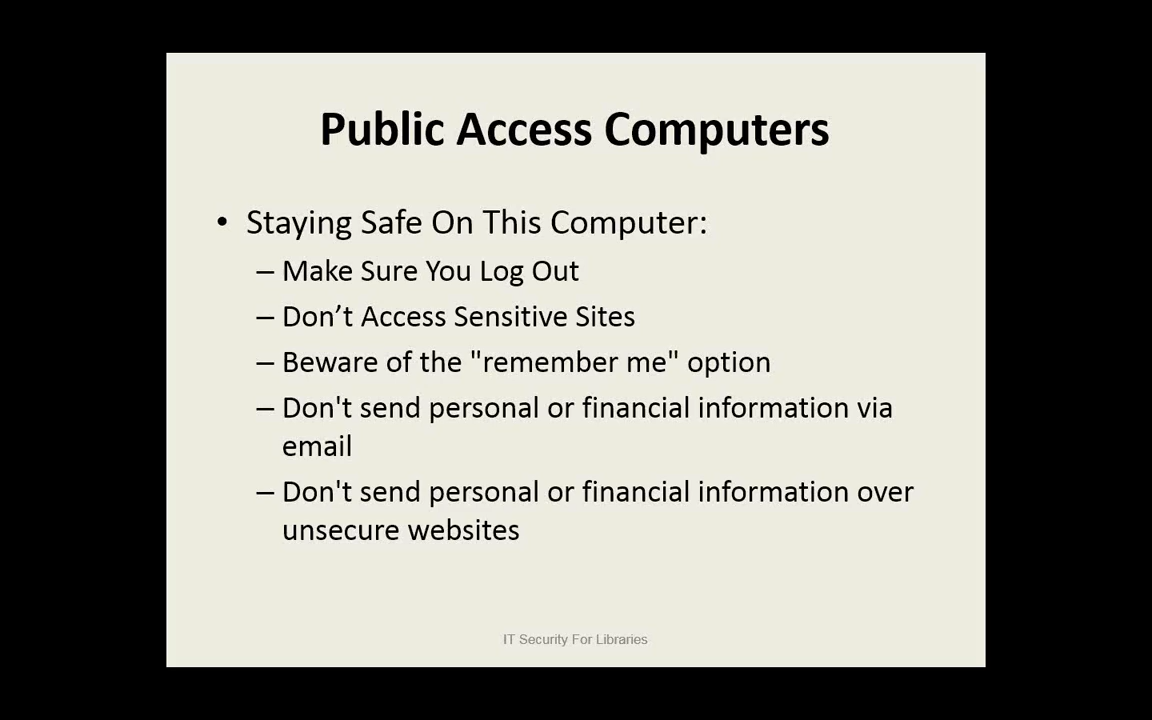 Public Access Computers
• Staying Safe On This Computer:
– Make Sure You Log Out
– Don’t Access Sensitive Sites
– Beware of the "remember me" option
– Don't send personal or financial information via
email
– Don't send personal or financial information over
unsecure websites
IT Security For Libraries